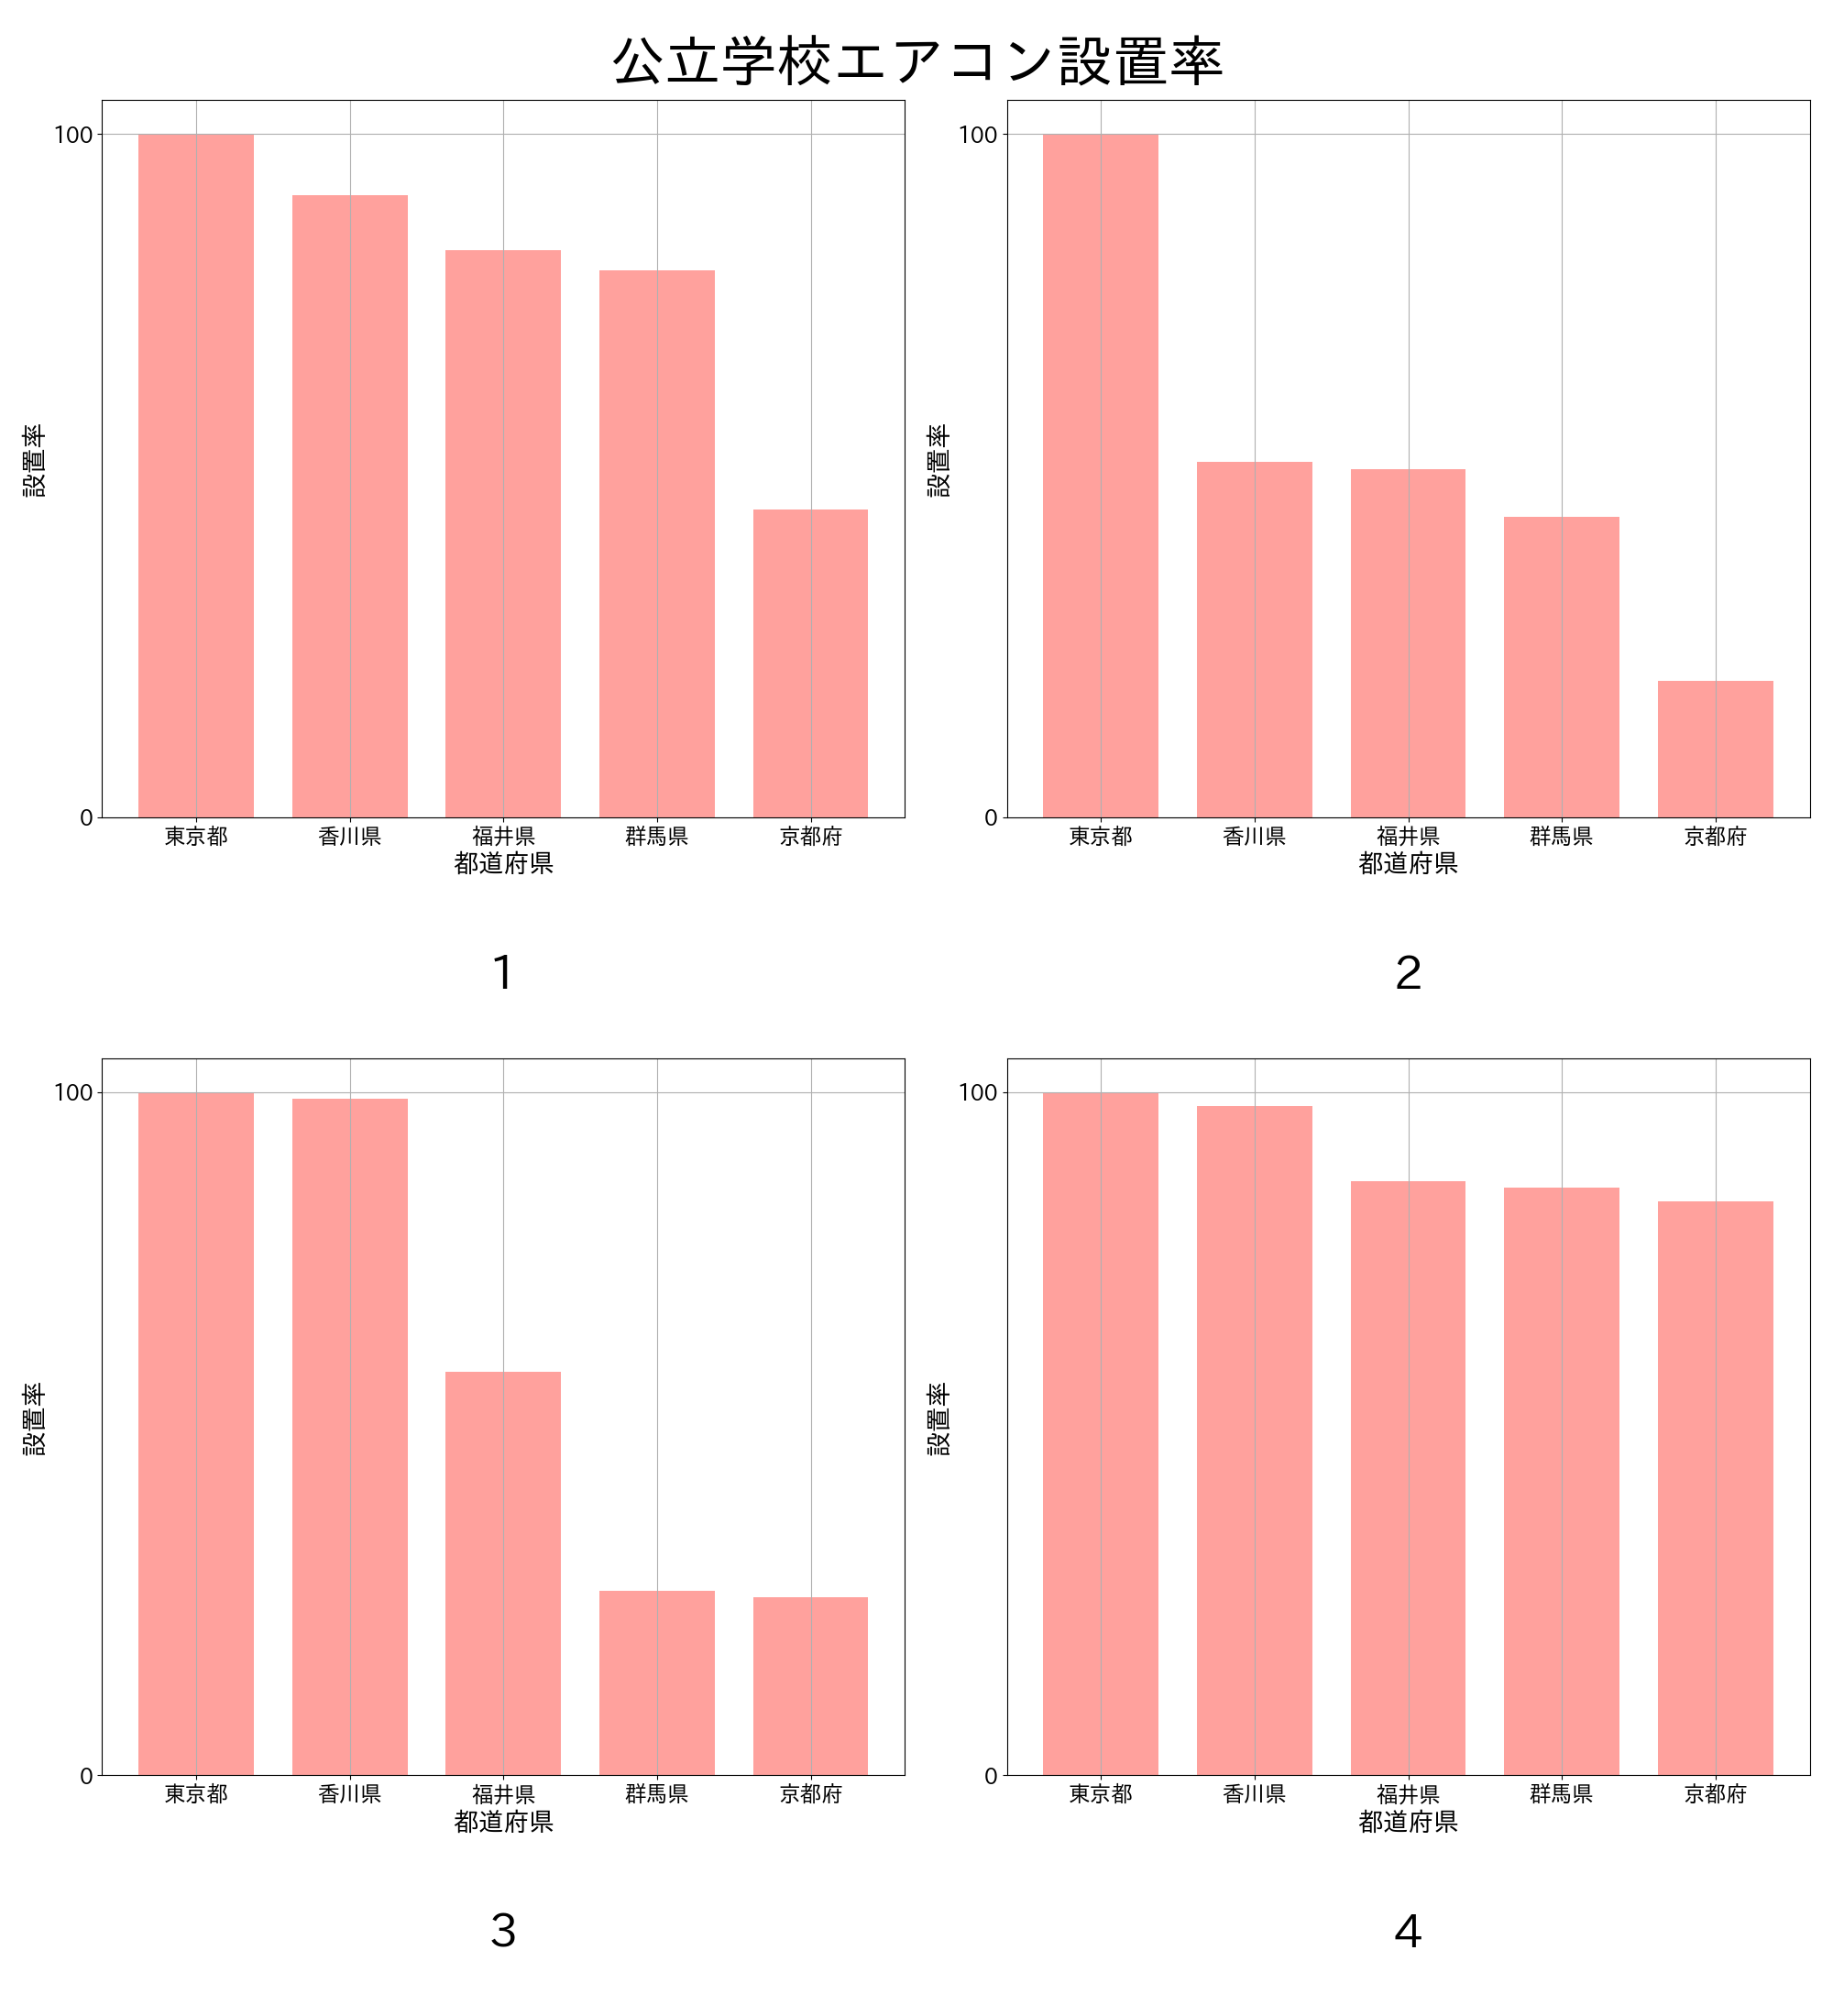 公立学校エアコン設置率
100
0
設置率
東京都 香川県 福井県 群馬県 京都府
都道府県
1
100
0
設置率
東京都 香川県 福井県 群馬県 京都府
都道府県
2
100
0
設置率
東京都 香川県 福井県 群馬県 京都府
都道府県
3
100
0
設置率
東京都 香川県 福井県 群馬県 京都府
都道府県
4